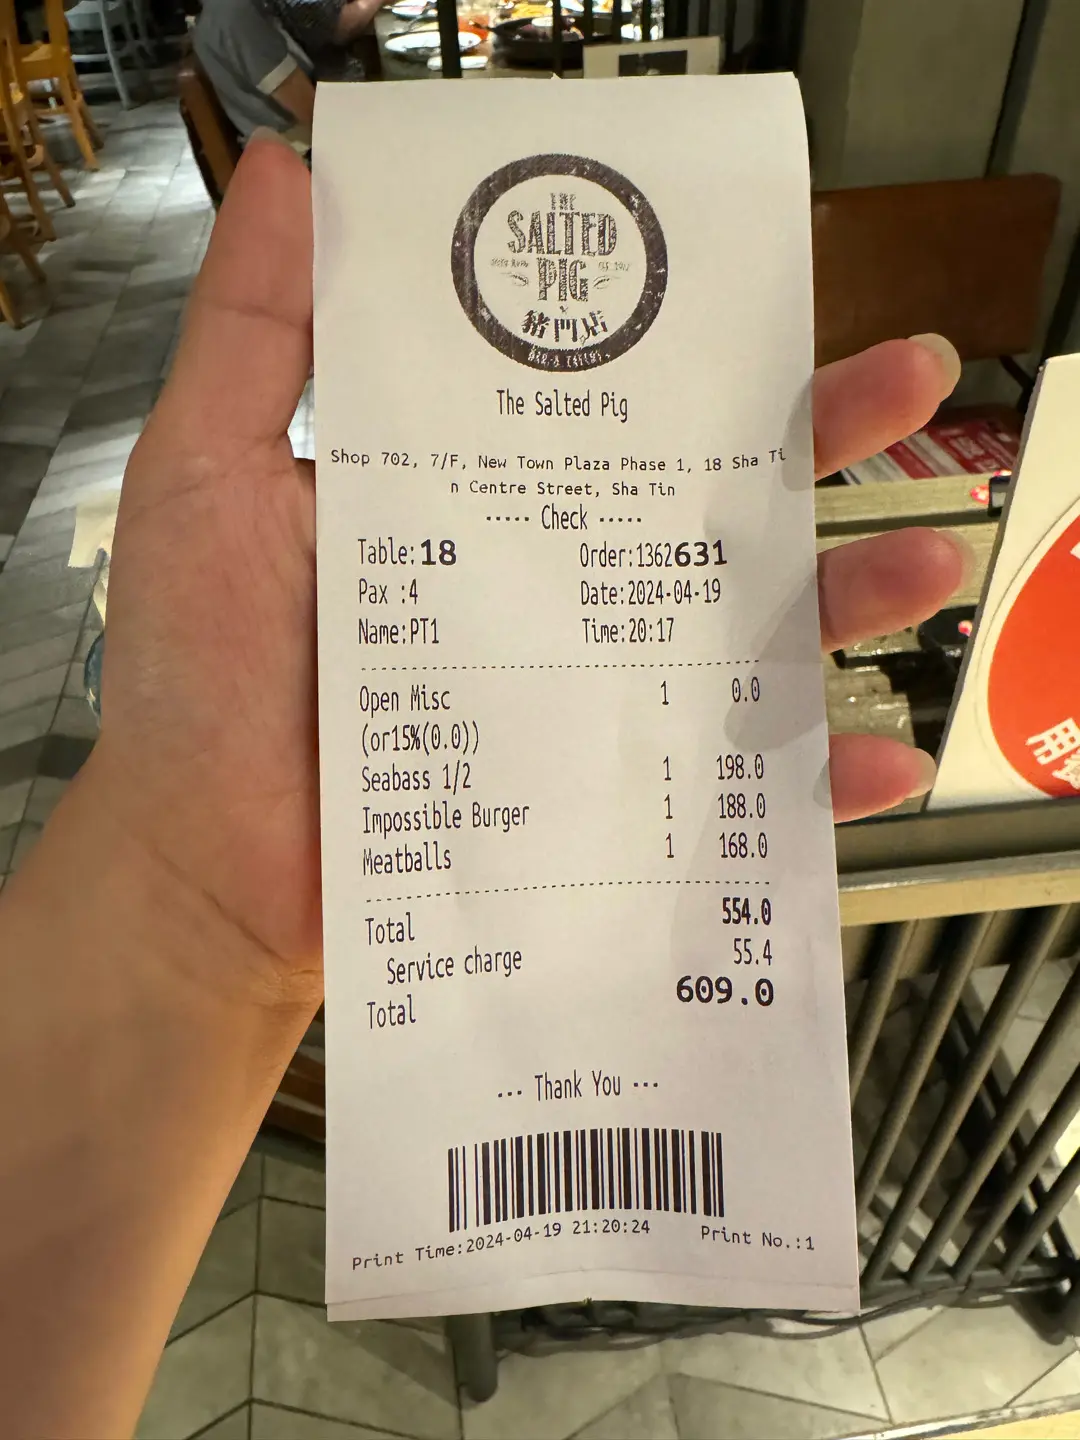 THE
SALTED
PIG
猪門店
The Salted Pig
Shop 702, 7/F, New Town Plaza Phase 1, 18 Sha Ti
n Centre Street, Sha Tin
----- Check -----
Table:18 Order:1362631
Pax :4 Date:2024-04-19
Name:PT1 Time:20:17
Open Misc 1 0.0
(or15%(0.0))
Seabass 1/2 1 198.0
Impossible Burger 1 188.0
Meatballs 1 168.0
Total 554.0
Service charge 55.4
Total 609.0
--- Thank You ---
Print Time:2024-04-19 21:20:24 Print No.:1
用